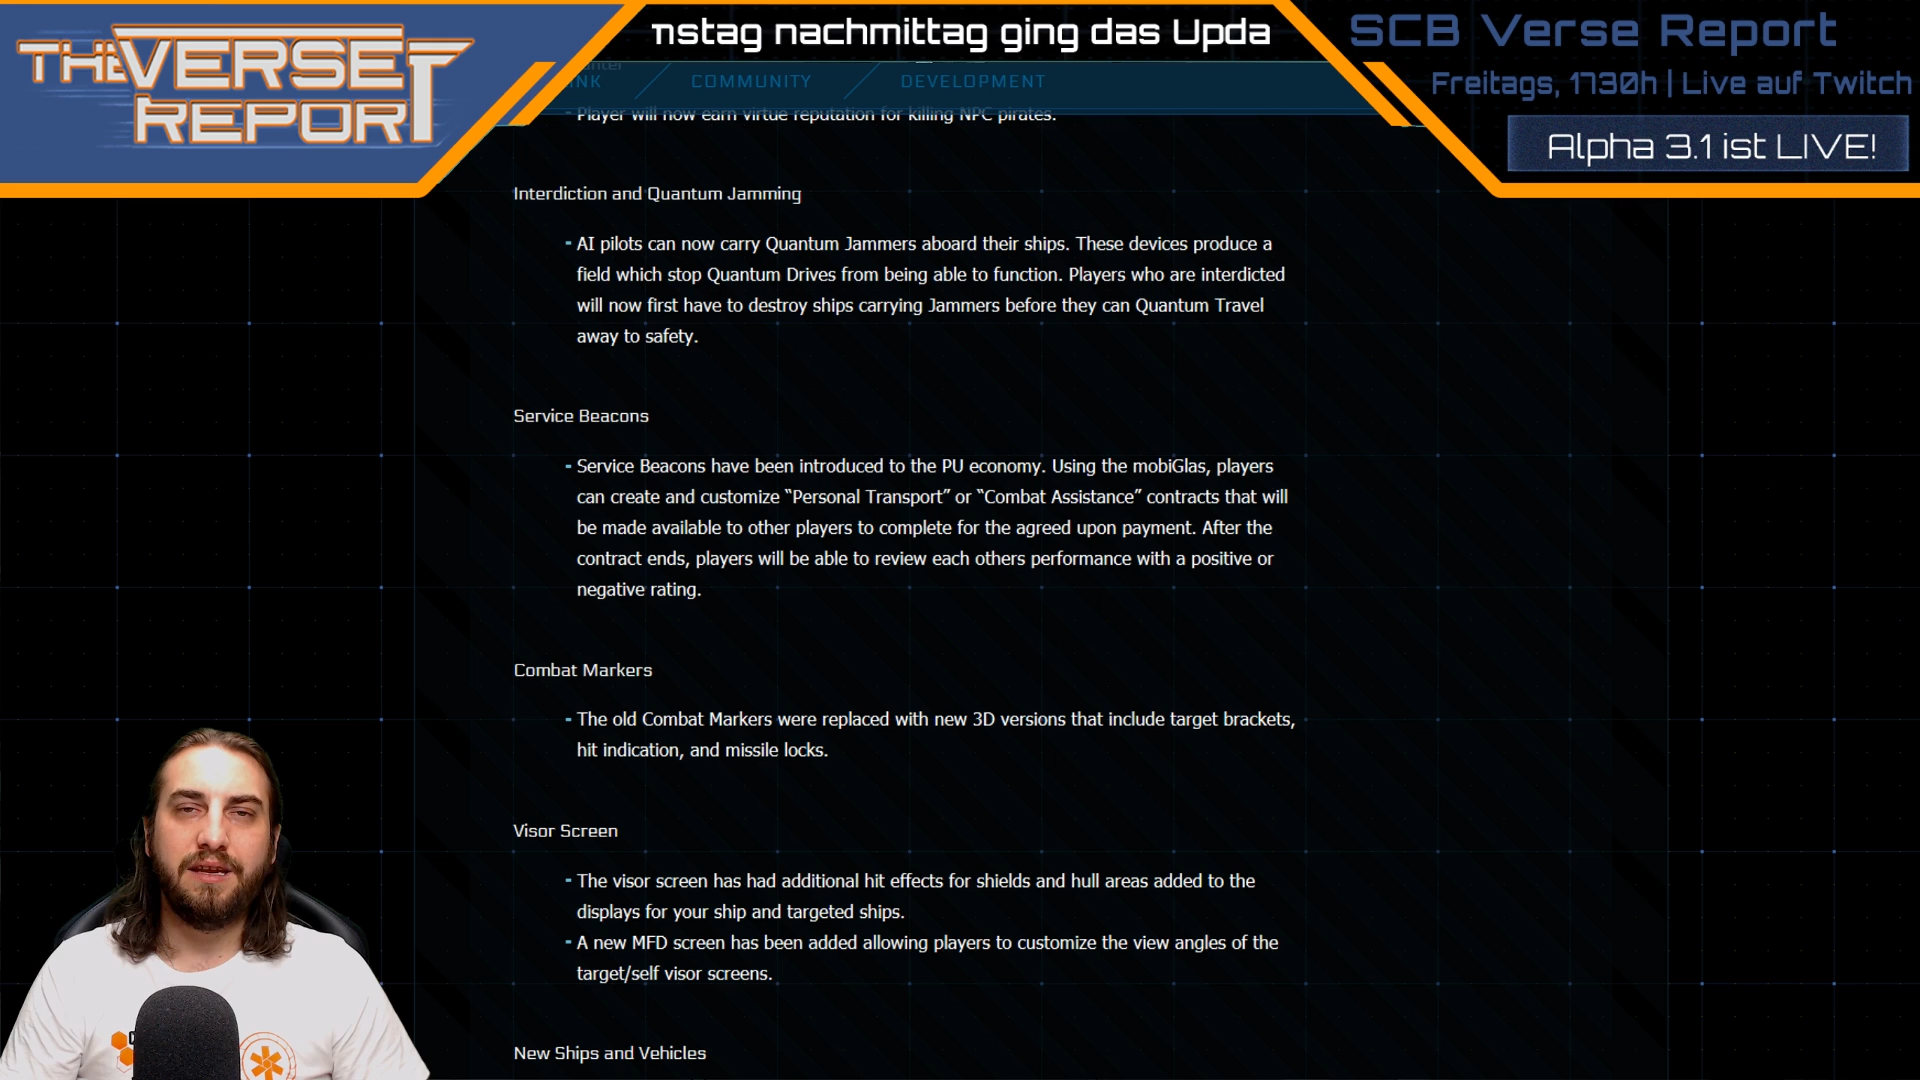 THE VERSE REPORT
nstag nachmittag ging das Upda
SCB Verse Report
Freitags, 1730h | Live auf Twitch
Alpha 3.1 ist LIVE!
NK COMMUNITY DEVELOPMENT
- Player will now earn virtue reputation for killing NPC pirates.
Interdiction and Quantum Jamming
- AI pilots can now carry Quantum Jammers aboard their ships. These devices produce a
field which stop Quantum Drives from being able to function. Players who are interdicted
will now first have to destroy ships carrying Jammers before they can Quantum Travel
away to safety.
Service Beacons
- Service Beacons have been introduced to the PU economy. Using the mobiGlas, players
can create and customize “Personal Transport” or “Combat Assistance” contracts that will
be made available to other players to complete for the agreed upon payment. After the
contract ends, players will be able to review each others performance with a positive or
negative rating.
Combat Markers
- The old Combat Markers were replaced with new 3D versions that include target brackets,
hit indication, and missile locks.
Visor Screen
- The visor screen has had additional hit effects for shields and hull areas added to the
displays for your ship and targeted ships.
- A new MFD screen has been added allowing players to customize the view angles of the
target/self visor screens.
New Ships and Vehicles